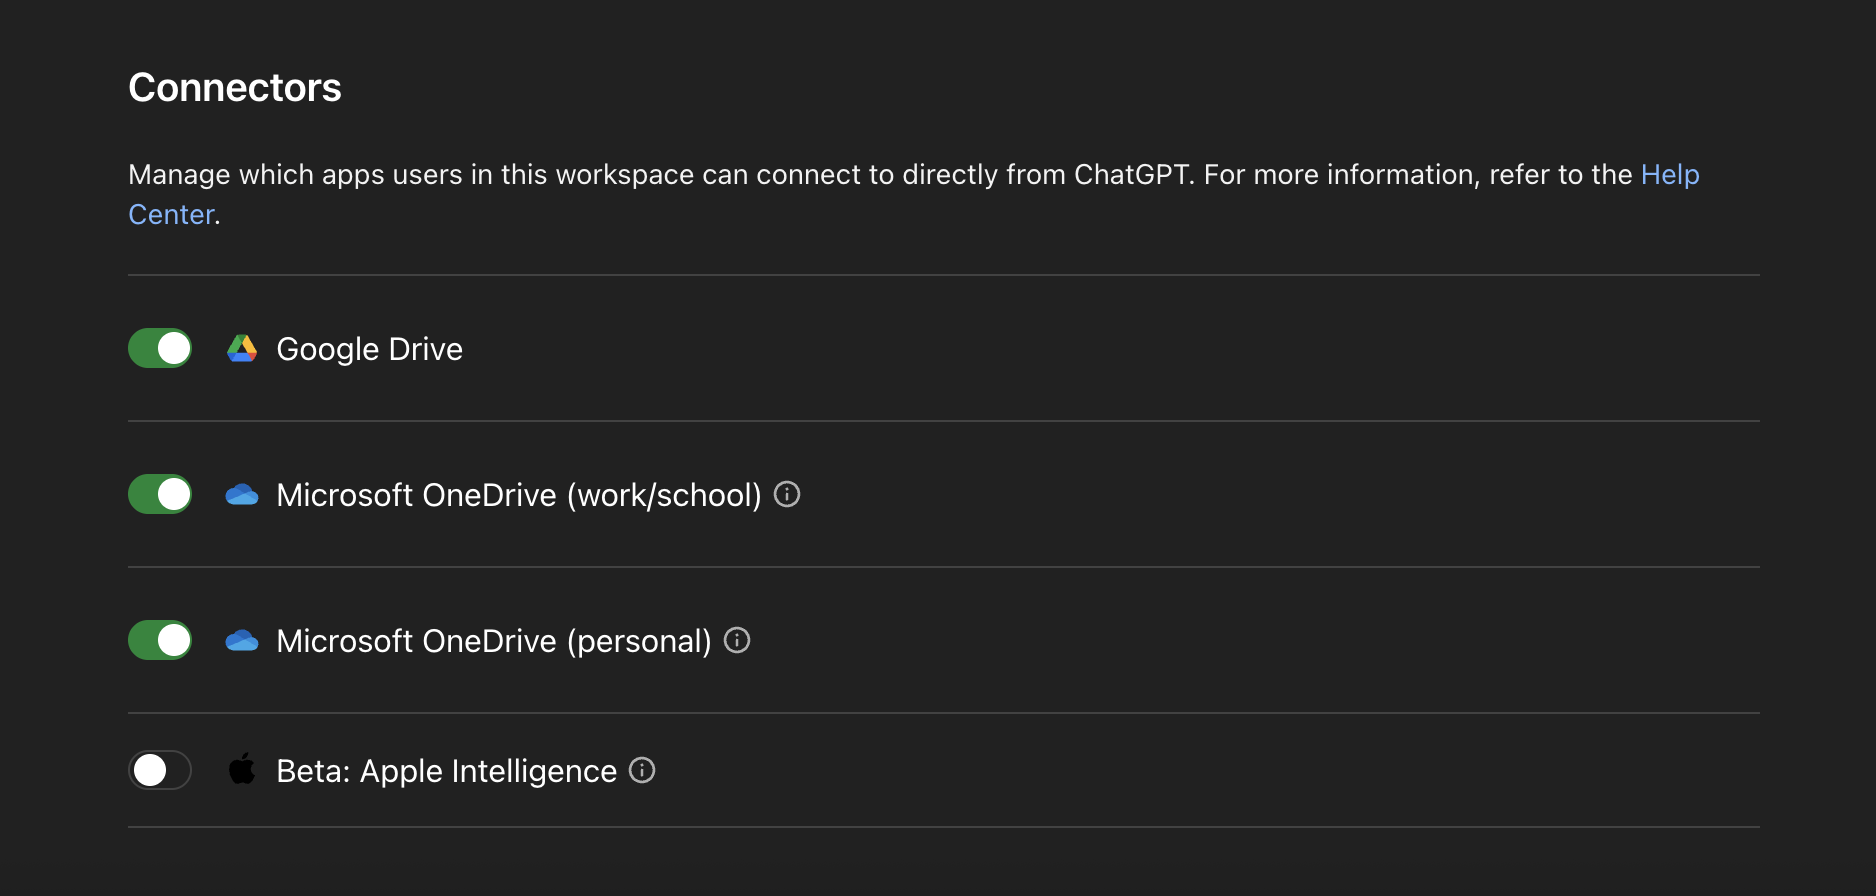 Connectors
Manage which apps users in this workspace can connect to directly from ChatGPT. For more information, refer to the Help
Center.
Google Drive
Microsoft OneDrive (work/school)
Microsoft OneDrive (personal)
Beta: Apple Intelligence